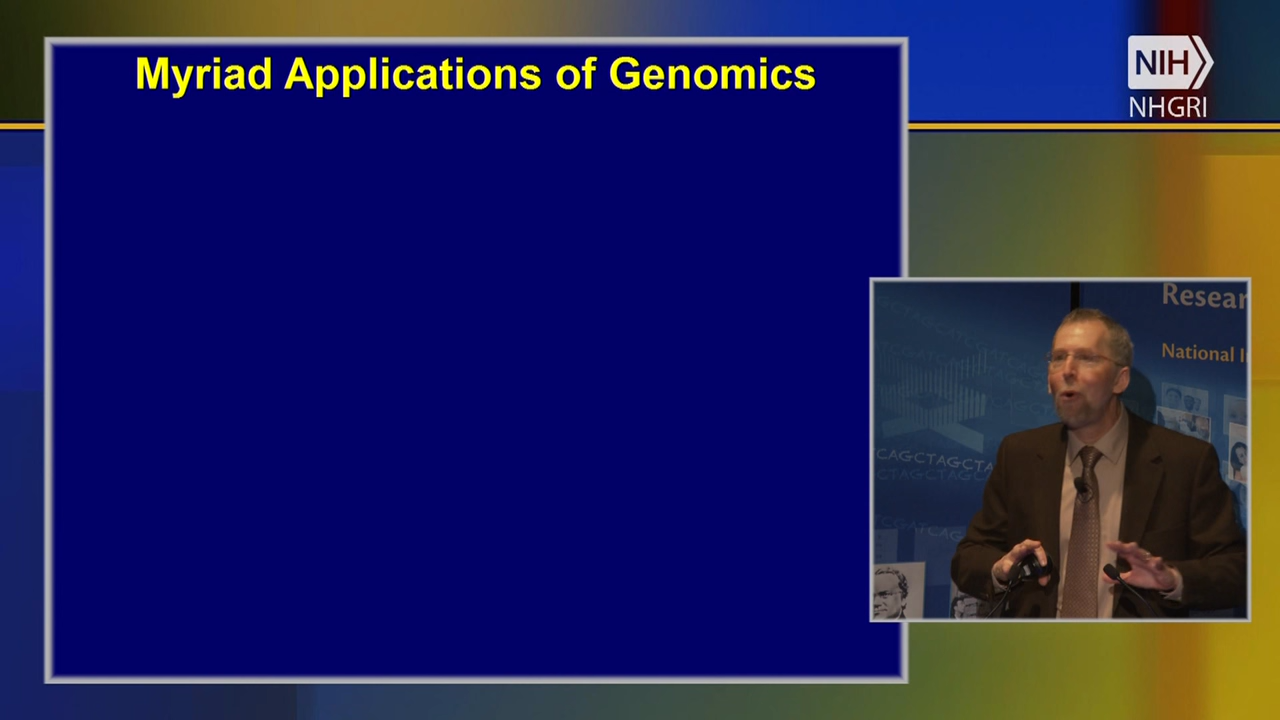 Myriad Applications of Genomics
NIH
NHGRI
Resear
National I
CAGCTAGCTA